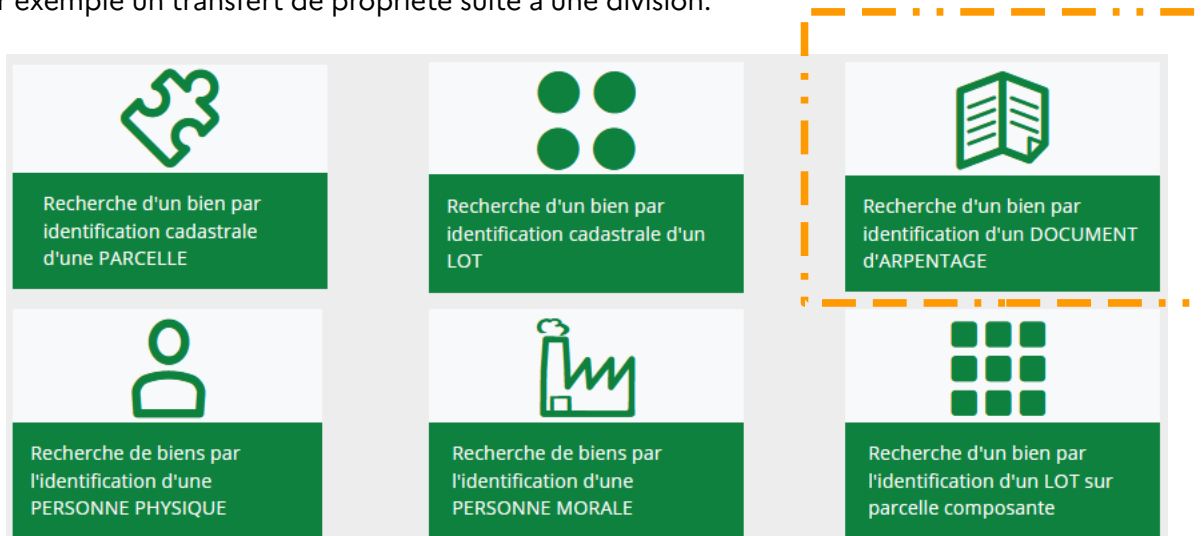 exemple un transfert de propriété suite à une division.
Recherche d'un bien par
identification cadastrale
d'une PARCELLE
Recherche d'un bien par
identification cadastrale d'un
LOT
Recherche d'un bien par
identification d'un DOCUMENT
d'ARPENTAGE
Recherche de biens par
l'identification d'une
PERSONNE PHYSIQUE
Recherche de biens par
l'identification d'une
PERSONNE MORALE
Recherche d'un bien par
l'identification d'un LOT sur
parcelle composante